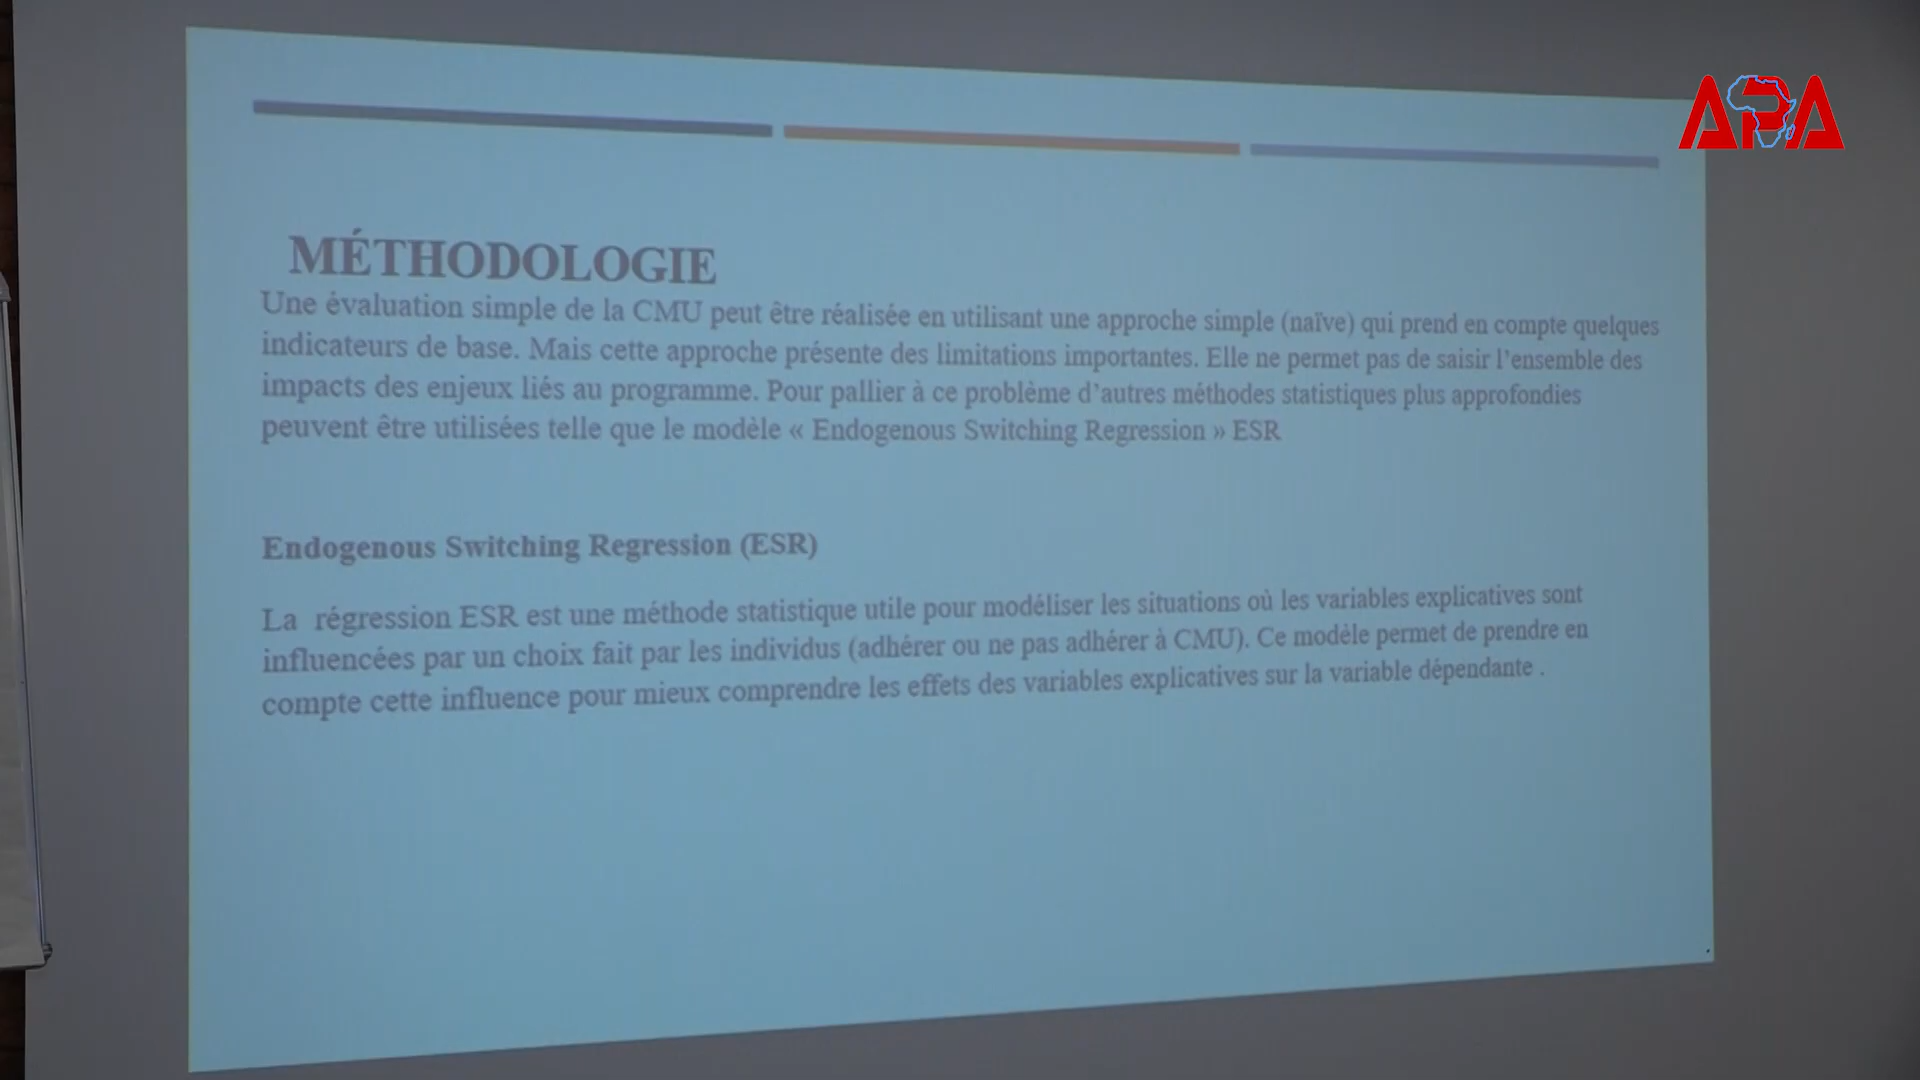 APA
MÉTHODOLOGIE
Une évaluation simple de la CMU peut être réalisée en utilisant une approche simple (naïve) qui prend en compte quelques
indicateurs de base. Mais cette approche présente des limitations importantes. Elle ne permet pas de saisir l’ensemble des
impacts des enjeux liés au programme. Pour pallier à ce problème d’autres méthodes statistiques plus approfondies
peuvent être utilisées telle que le modèle « Endogenous Switching Regression » ESR
Endogenous Switching Regression (ESR)
La régression ESR est une méthode statistique utile pour modéliser les situations où les variables explicatives sont
influencées par un choix fait par les individus (adhérer ou ne pas adhérer à CMU). Ce modèle permet de prendre en
compte cette influence pour mieux comprendre les effets des variables explicatives sur la variable dépendante .